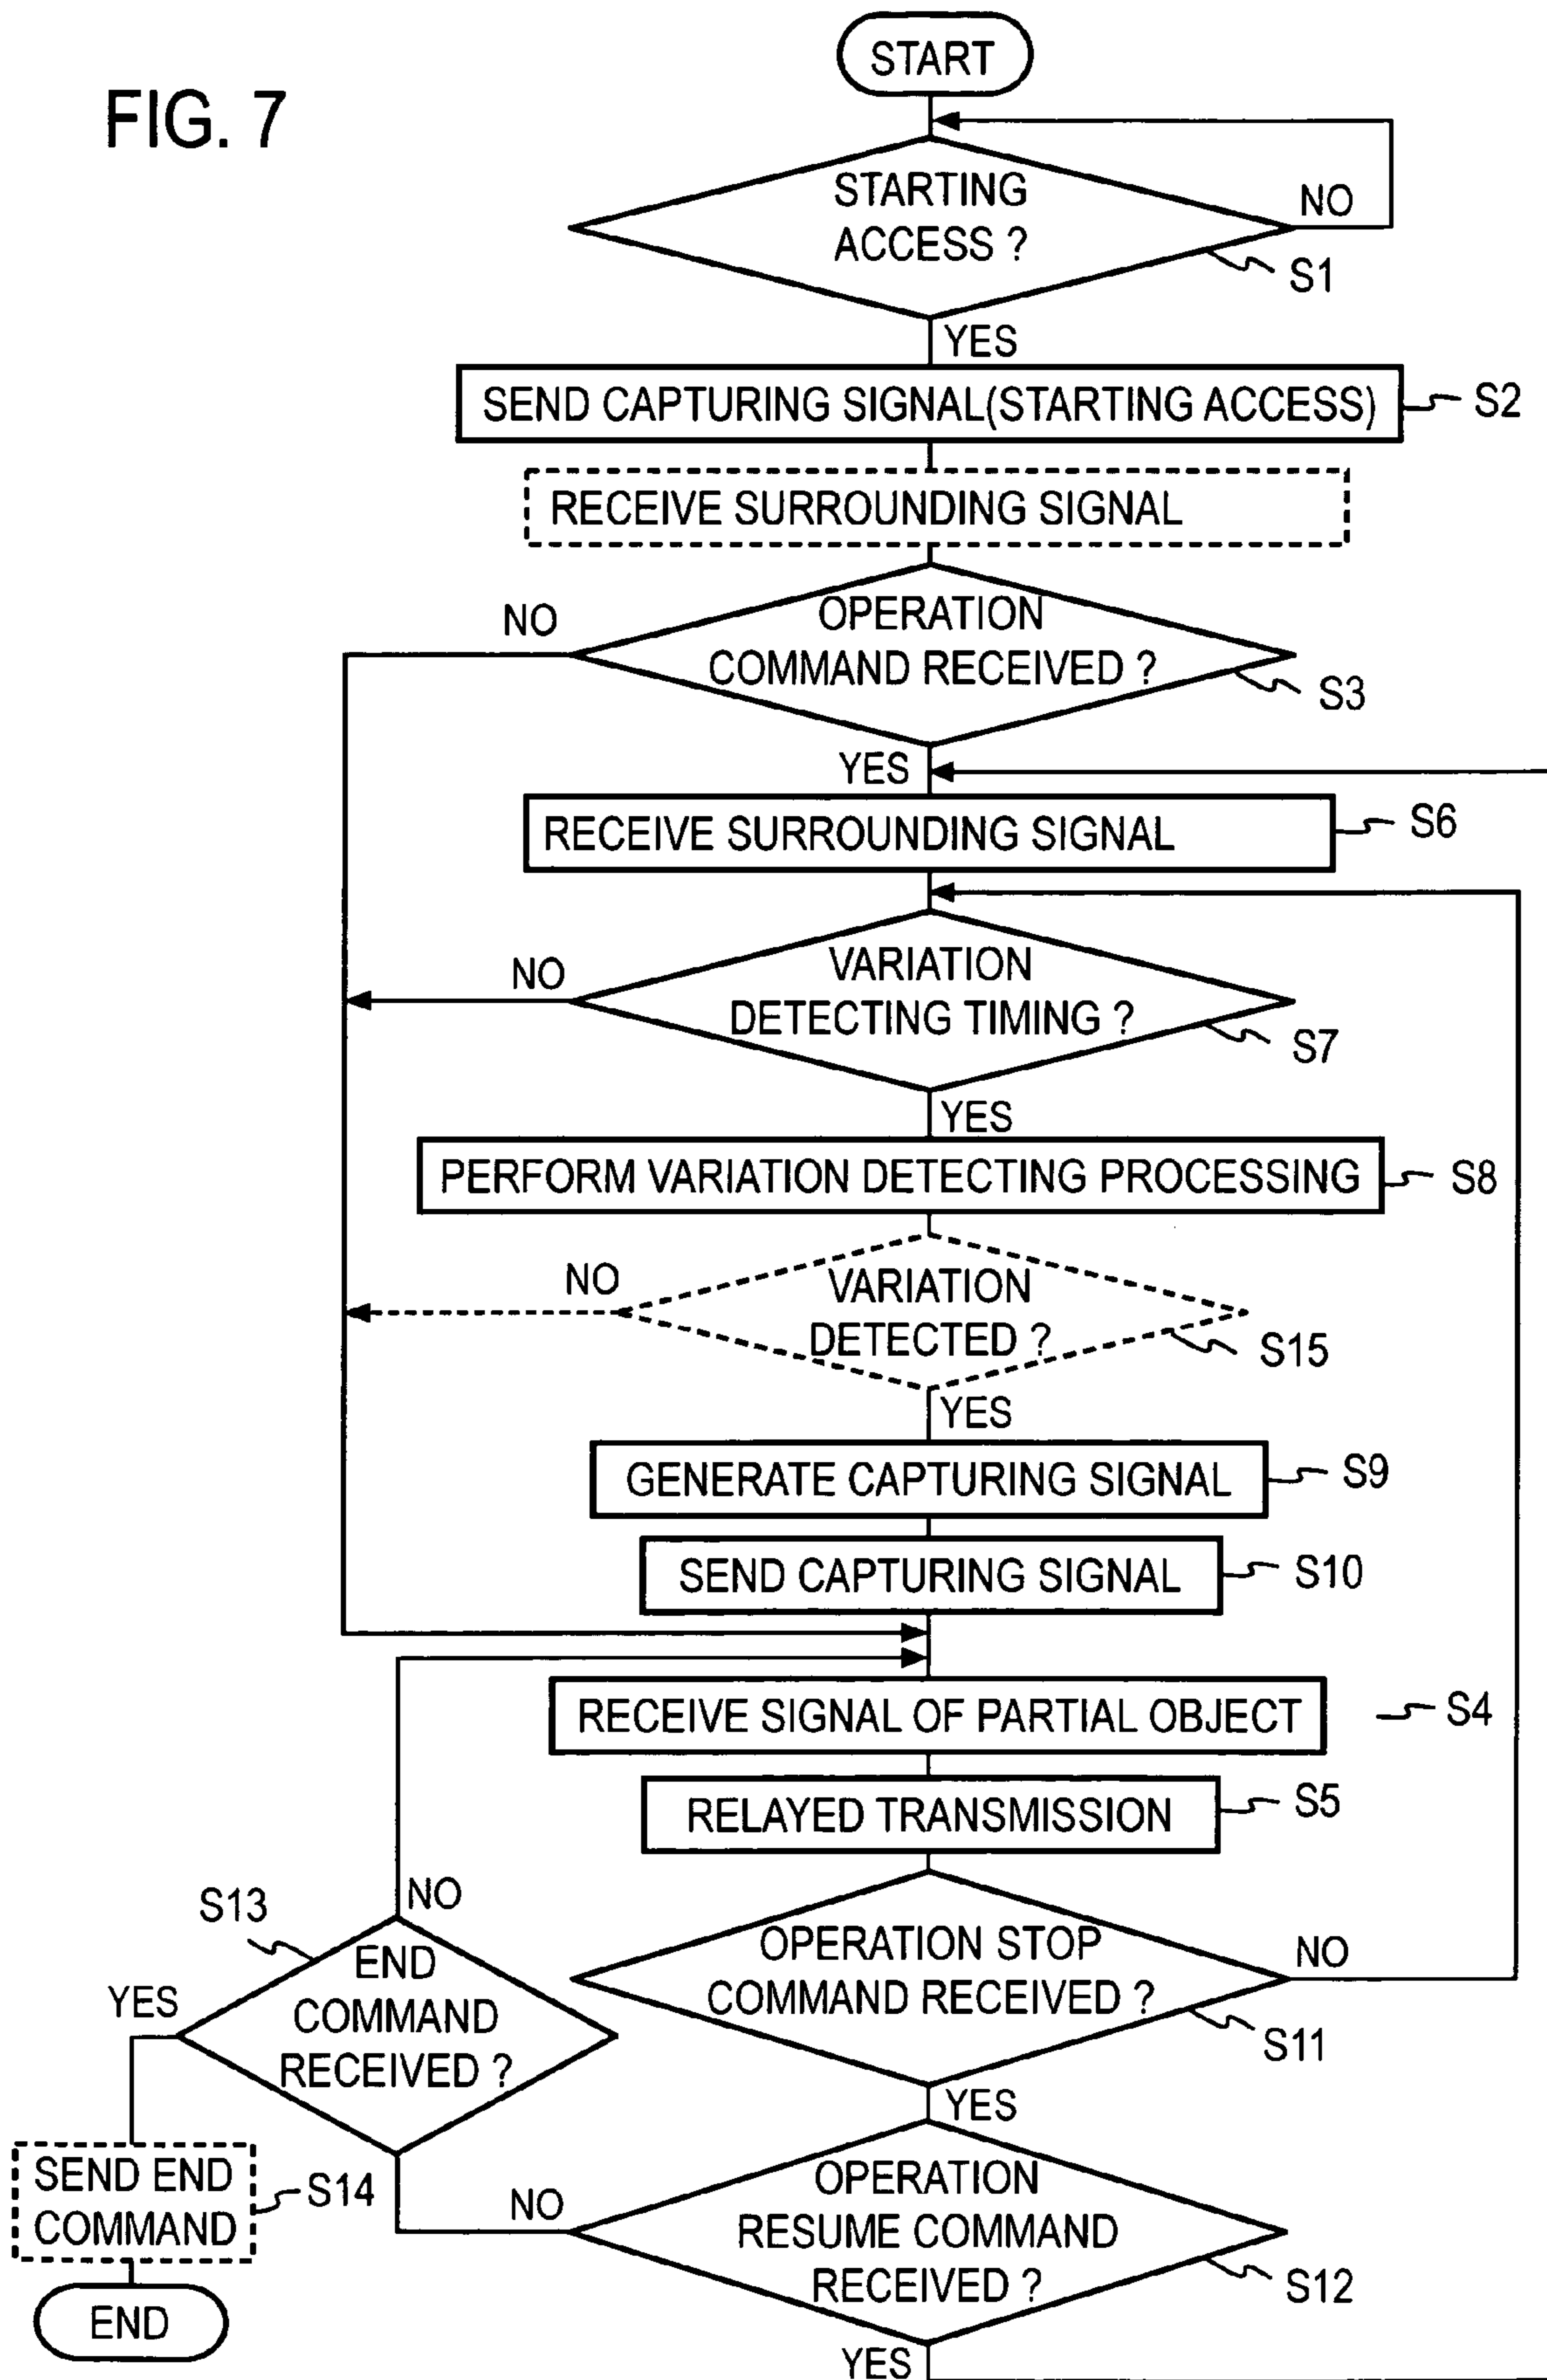 FIG. 7
START
STARTING
ACCESS ?
NO
S1
YES
SEND CAPTURING SIGNAL(STARTING ACCESS)
S2
RECEIVE SURROUNDING SIGNAL
NO
OPERATION
COMMAND RECEIVED ?
S3
YES
RECEIVE SURROUNDING SIGNAL
S6
NO
VARIATION
DETECTING TIMING ?
S7
YES
PERFORM VARIATION DETECTING PROCESSING
S8
NO
VARIATION
DETECTED ?
S15
YES
GENERATE CAPTURING SIGNAL
S9
SEND CAPTURING SIGNAL
S10
RECEIVE SIGNAL OF PARTIAL OBJECT
S4
RELAYED TRANSMISSION
S5
OPERATION STOP
COMMAND RECEIVED ?
NO
S11
YES
S13
NO
END
COMMAND
RECEIVED ?
YES
SEND END
COMMAND
S14
END
NO
OPERATION
RESUME COMMAND
RECEIVED ?
S12
YES